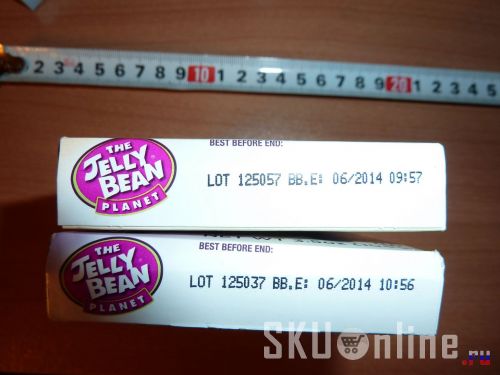 2 3 4 5 6 7 8 9 10 1 2 3 4 5 6 7 8 9 20 1 2 3 4 5
BEST BEFORE END:
THE
JELLY
BEAN
PLANET
LOT 125057 BB.E: 06/2014 09:57
BEST BEFORE END:
THE
JELLY
BEAN
PLANET
LOT 125037 BB.E: 06/2014 10:56
SKU Online
.ru